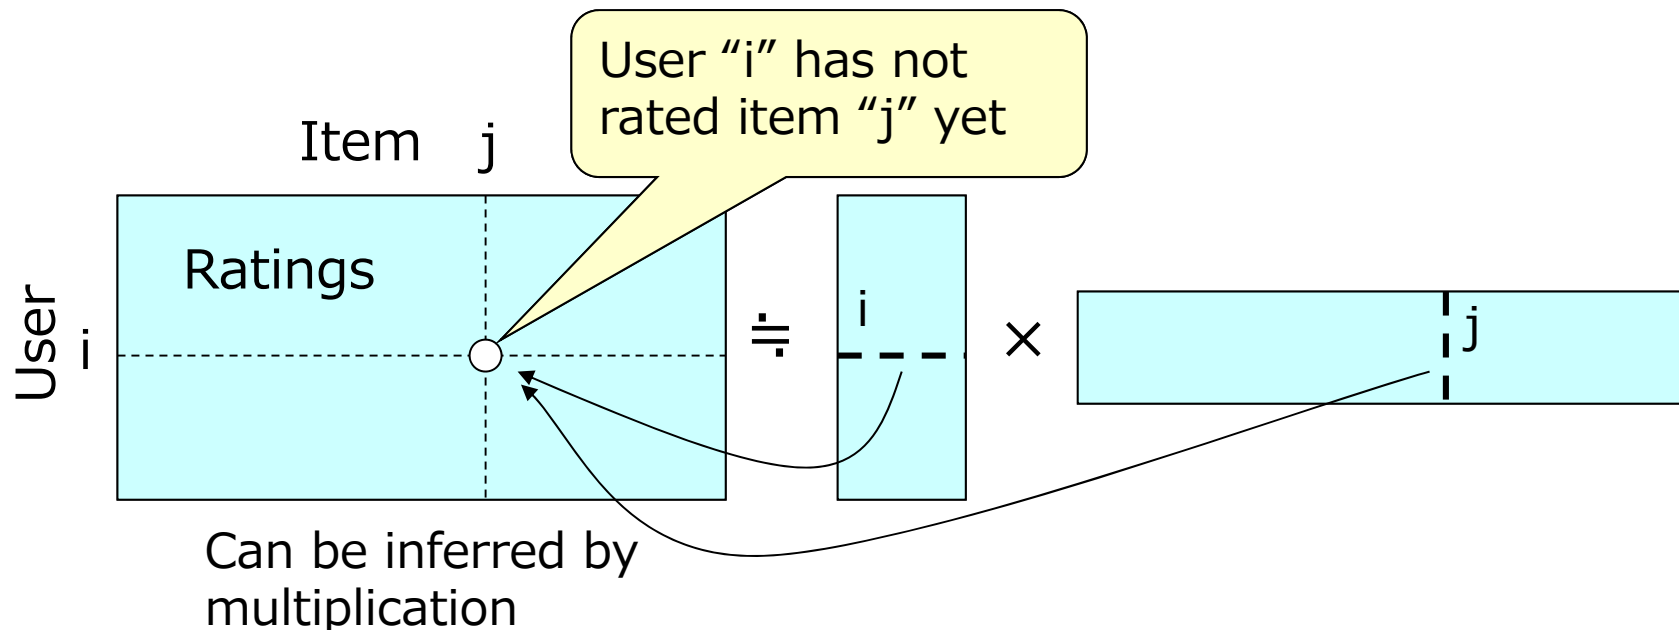 User “i” has not
rated item “j” yet
Item j
Ratings
User
i
≒
i
×
j
Can be inferred by
multiplication